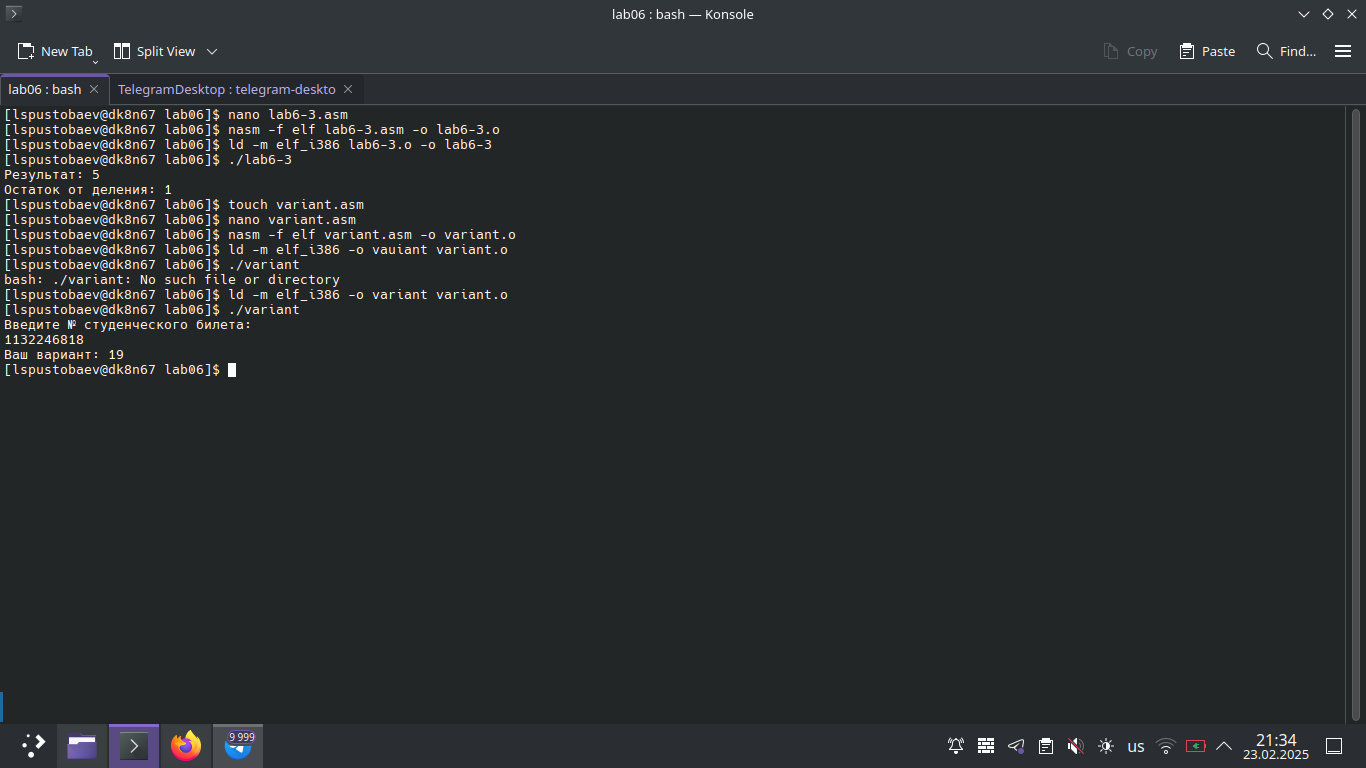 lab06 : bash — Konsole
New Tab Split View Copy Paste Find...
lab06 : bash TelegramDesktop : telegram-deskto
[lspustobaev@dk8n67 lab06]$ nano lab6-3.asm
[lspustobaev@dk8n67 lab06]$ nasm -f elf lab6-3.asm -o lab6-3.o
[lspustobaev@dk8n67 lab06]$ ld -m elf_i386 lab6-3.o -o lab6-3
[lspustobaev@dk8n67 lab06]$ ./lab6-3
Результат: 5
Остаток от деления: 1
[lspustobaev@dk8n67 lab06]$ touch variant.asm
[lspustobaev@dk8n67 lab06]$ nano variant.asm
[lspustobaev@dk8n67 lab06]$ nasm -f elf variant.asm -o variant.o
[lspustobaev@dk8n67 lab06]$ ld -m elf_i386 -o vauiant variant.o
[lspustobaev@dk8n67 lab06]$ ./variant
bash: ./variant: No such file or directory
[lspustobaev@dk8n67 lab06]$ ld -m elf_i386 -o variant variant.o
[lspustobaev@dk8n67 lab06]$ ./variant
Введите № студенческого билета:
1132246818
Ваш вариант: 19
[lspustobaev@dk8n67 lab06]$
9 999
us
21:34
23.02.2025